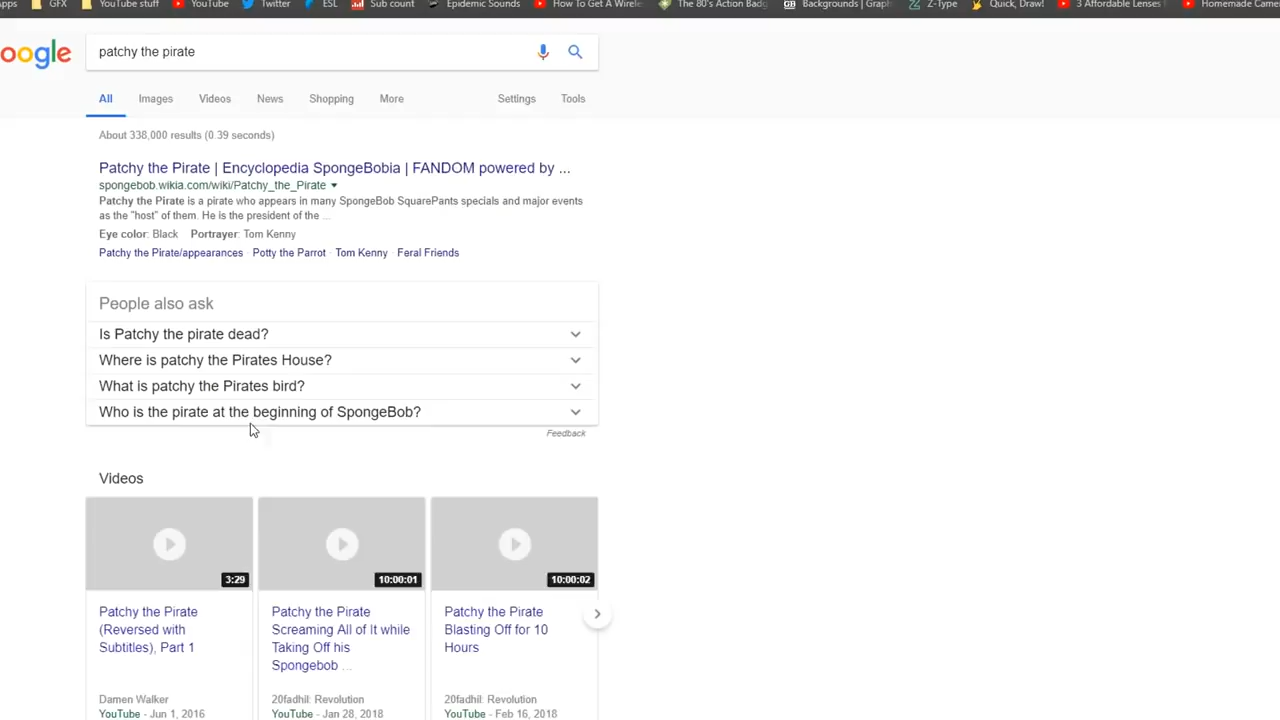 Apps GFX YouTube stuff YouTube Twitter ESL Sub count Epidemic Sounds How To Get A Wirele The 80's Action Badg Backgrounds | Graph Z-Type Quick, Draw! 3 Affordable Lenses Homemade Camer
oogle patchy the pirate
All Images Videos News Shopping More Settings Tools
About 338,000 results (0.39 seconds)
Patchy the Pirate | Encyclopedia SpongeBobia | FANDOM powered by ...
spongebob.wikia.com/wiki/Patchy_the_Pirate
Patchy the Pirate is a pirate who appears in many SpongeBob SquarePants specials and major events
as the "host" of them. He is the president of the ...
Eye color: Black Portrayer: Tom Kenny
Patchy the Pirate/appearances · Potty the Parrot · Tom Kenny · Feral Friends
People also ask
Is Patchy the pirate dead?
Where is patchy the Pirates House?
What is patchy the Pirates bird?
Who is the pirate at the beginning of SpongeBob?
Feedback
Videos
3:29
10:00:01
10:00:02
Patchy the Pirate
(Reversed with
Subtitles), Part 1
Damen Walker
YouTube - Jun 1, 2016
Patchy the Pirate
Screaming All of It while
Taking Off his
Spongebob ...
20fadhil: Revolution
YouTube - Jan 28, 2018
Patchy the Pirate
Blasting Off for 10
Hours
20fadhil: Revolution
YouTube - Feb 16, 2018